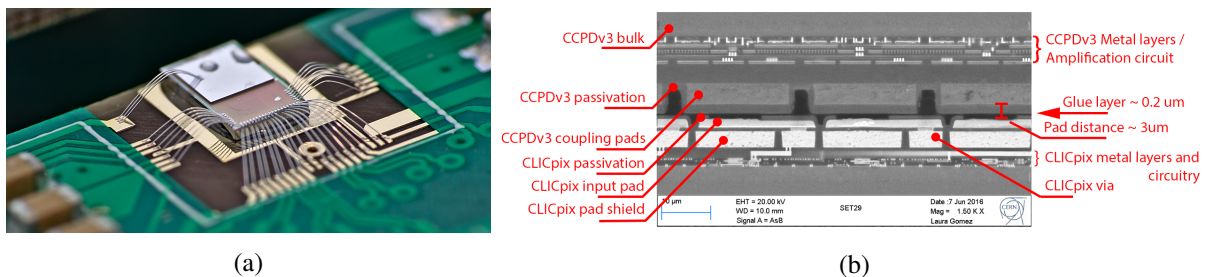 CCPDv3 bulk
CCPDv3 passivation
CCPDv3 coupling pads
CLICpix passivation
CLICpix input pad
CLICpix pad shield
CCPDv3 Metal layers /
Amplification circuit
Glue layer ~ 0.2 um
Pad distance ~ 3um
CLICpix metal layers and
circuitry
CLICpix via
10 µm
EHT = 20.00 kV
WD = 10.0 mm
Signal A = AsB
SET29
Date :7 Jun 2016
Mag = 1.50 K X
Laura Gomez
CERN
(a)
(b)